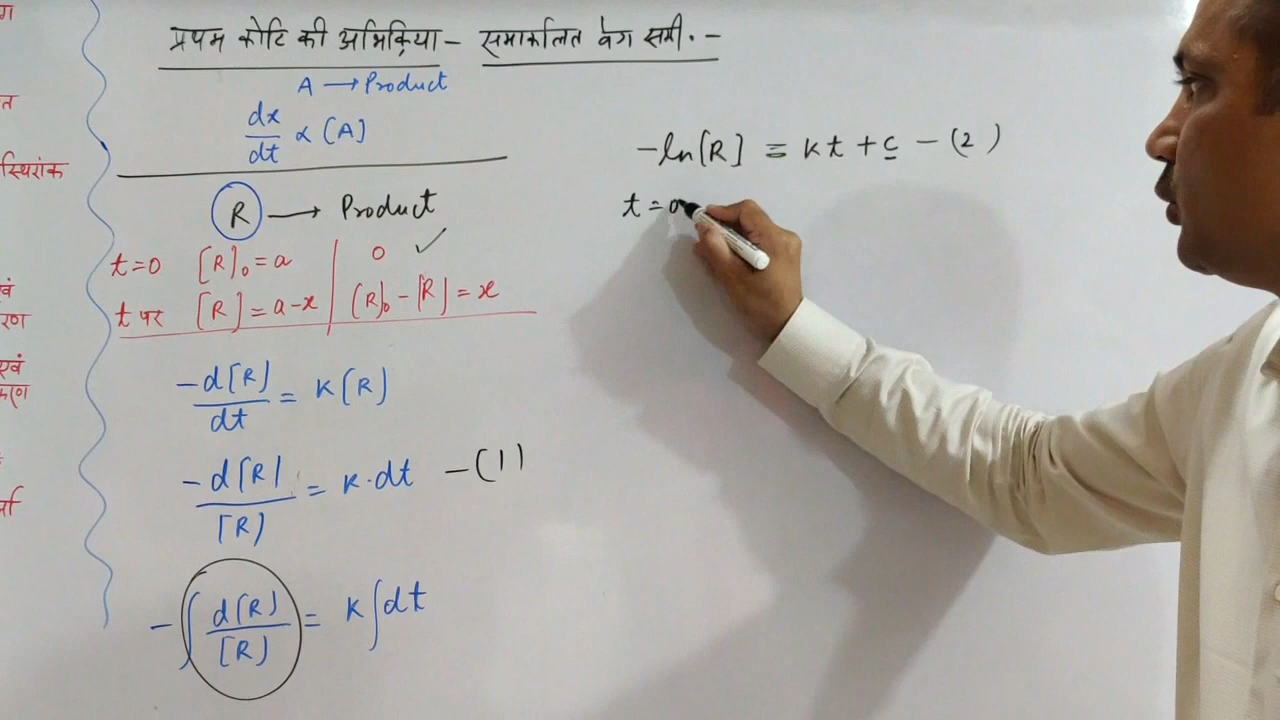 प्रथम कोटि की अभिक्रिया - समाकलित वेग समी. -
A → Product
dx/dt ∝ [A]
R → Product
t=0 [R]₀ = a | 0 ✓
t पर [R] = a-x | [R]₀ - [R] = x
-d[R]/dt = K[R]
-d[R]/[R] = K·dt -(1)
-∫ d[R]/[R] = K∫dt
-ln[R] = Kt + c - (2)
t=0
त
स्थिरांक
एवं